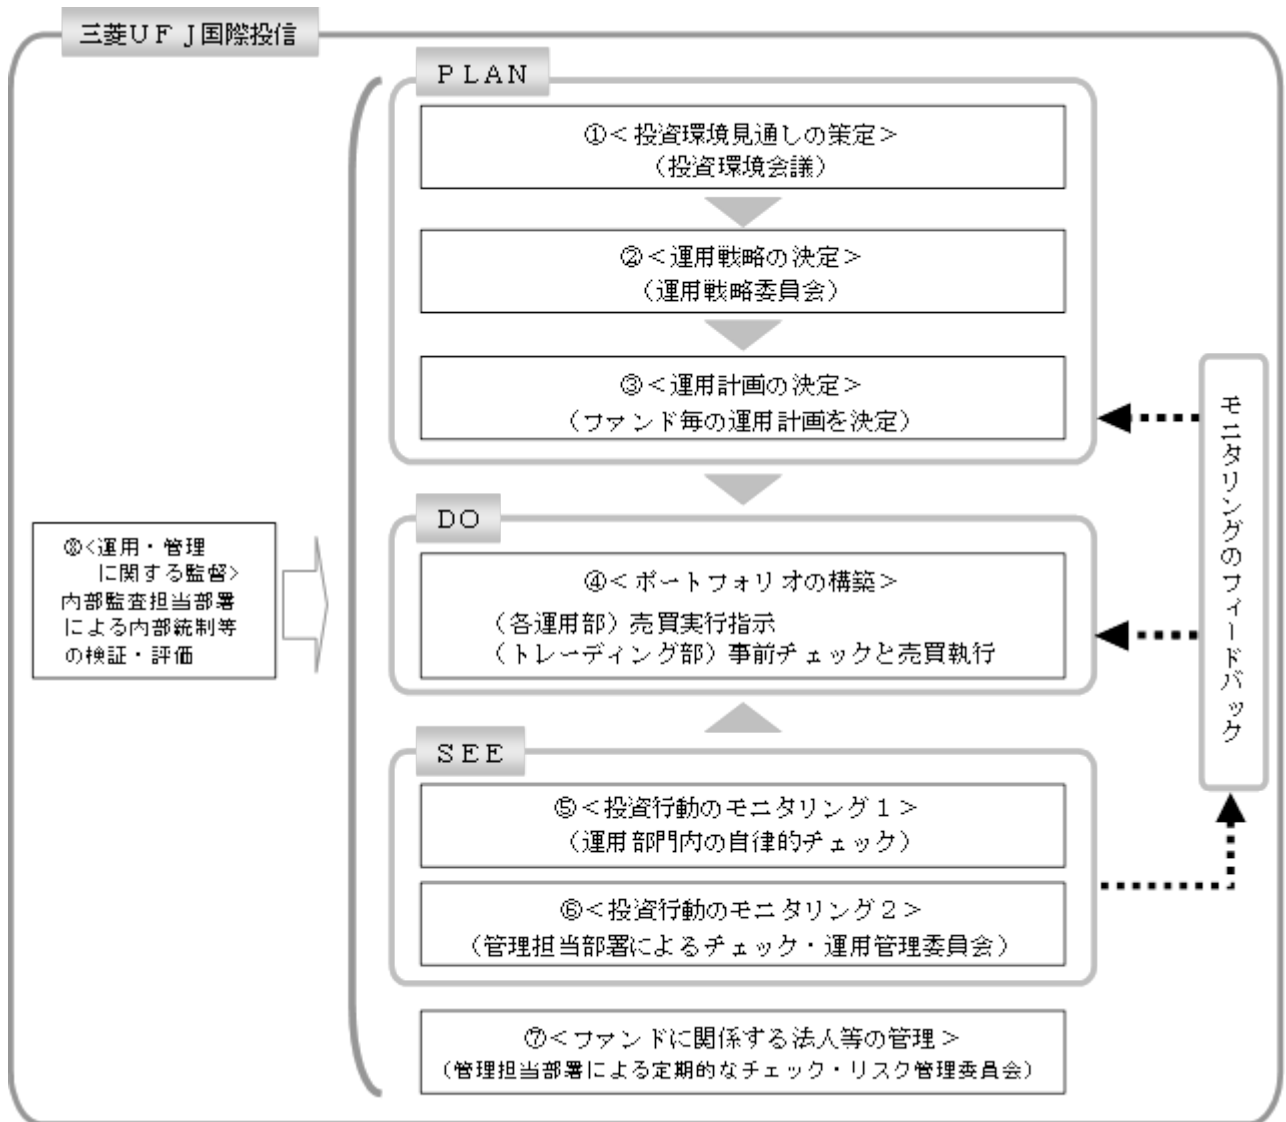 三菱ＵＦＪ国際投信
ＰＬＡＮ
①＜投資環境見通しの策定＞
（投資環境会議）
②＜運用戦略の決定＞
（運用戦略委員会）
③＜運用計画の決定＞
（ファンド毎の運用計画を決定）
ＤＯ
④＜ポートフォリオの構築＞
（各運用部）売買実行指示
（トレーディング部）事前チェックと売買執行
ＳＥＥ
⑤＜投資行動のモニタリング１＞
（運用部門内の自律的チェック）
⑥＜投資行動のモニタリング２＞
（管理担当部署によるチェック・運用管理委員会）
⑦＜ファンドに関係する法人等の管理＞
（管理担当部署による定期的なチェック・リスク管理委員会）
⑧<運用・管理
に関する監督>
内部監査担当部署
による内部統制等
の検証・評価
モニタリングのフィードバック